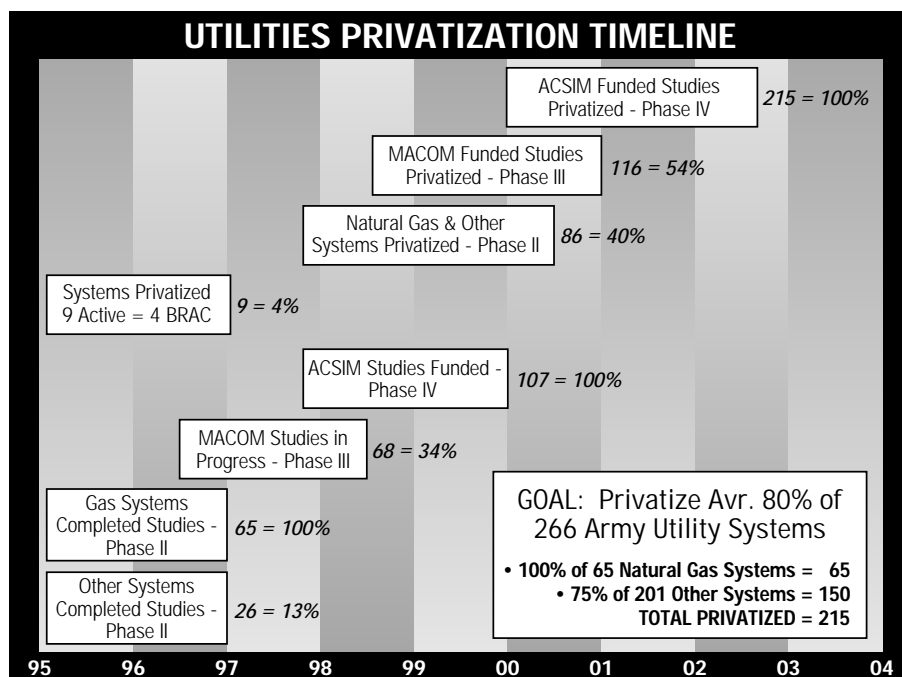 UTILITIES PRIVATIZATION TIMELINE
ACSIM Funded Studies
Privatized - Phase IV
215 = 100%
MACOM Funded Studies
Privatized - Phase III
116 = 54%
Natural Gas & Other
Systems Privatized - Phase II
86 = 40%
Systems Privatized
9 Active = 4 BRAC
9 = 4%
ACSIM Studies Funded -
Phase IV
107 = 100%
MACOM Studies in
Progress - Phase III
68 = 34%
Gas Systems
Completed Studies -
Phase II
65 = 100%
Other Systems
Completed Studies -
Phase II
26 = 13%
GOAL: Privatize Avr. 80% of
266 Army Utility Systems
• 100% of 65 Natural Gas Systems = 65
• 75% of 201 Other Systems = 150
TOTAL PRIVATIZED = 215
95 96 97 98 99 00 01 02 03 04